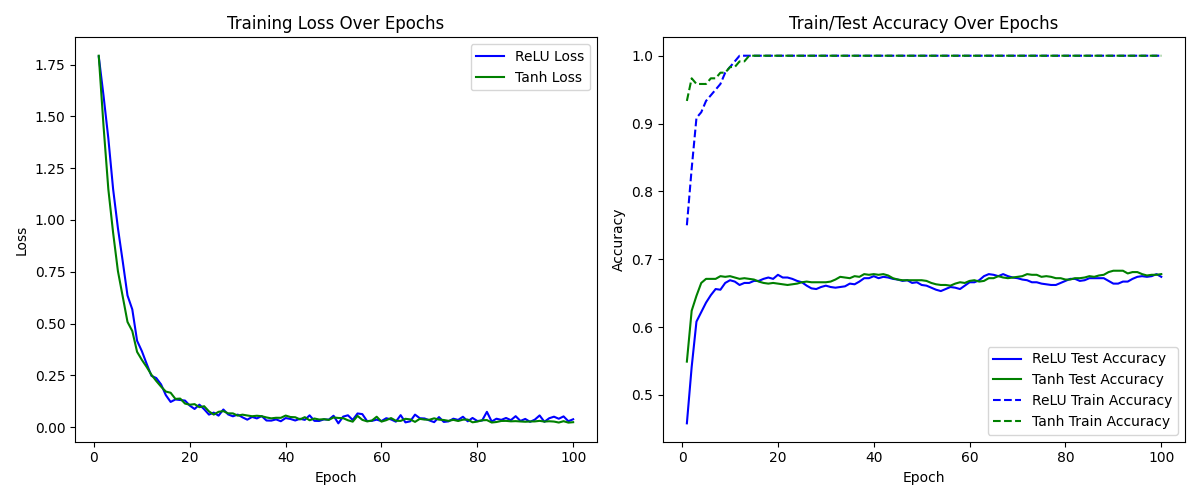 Training Loss Over Epochs
Loss
1.75
1.50
1.25
1.00
0.75
0.50
0.25
0.00
0
20
40
60
80
100
Epoch
ReLU Loss
Tanh Loss
Train/Test Accuracy Over Epochs
Accuracy
1.0
0.9
0.8
0.7
0.6
0.5
0
20
40
60
80
100
Epoch
ReLU Test Accuracy
Tanh Test Accuracy
ReLU Train Accuracy
Tanh Train Accuracy